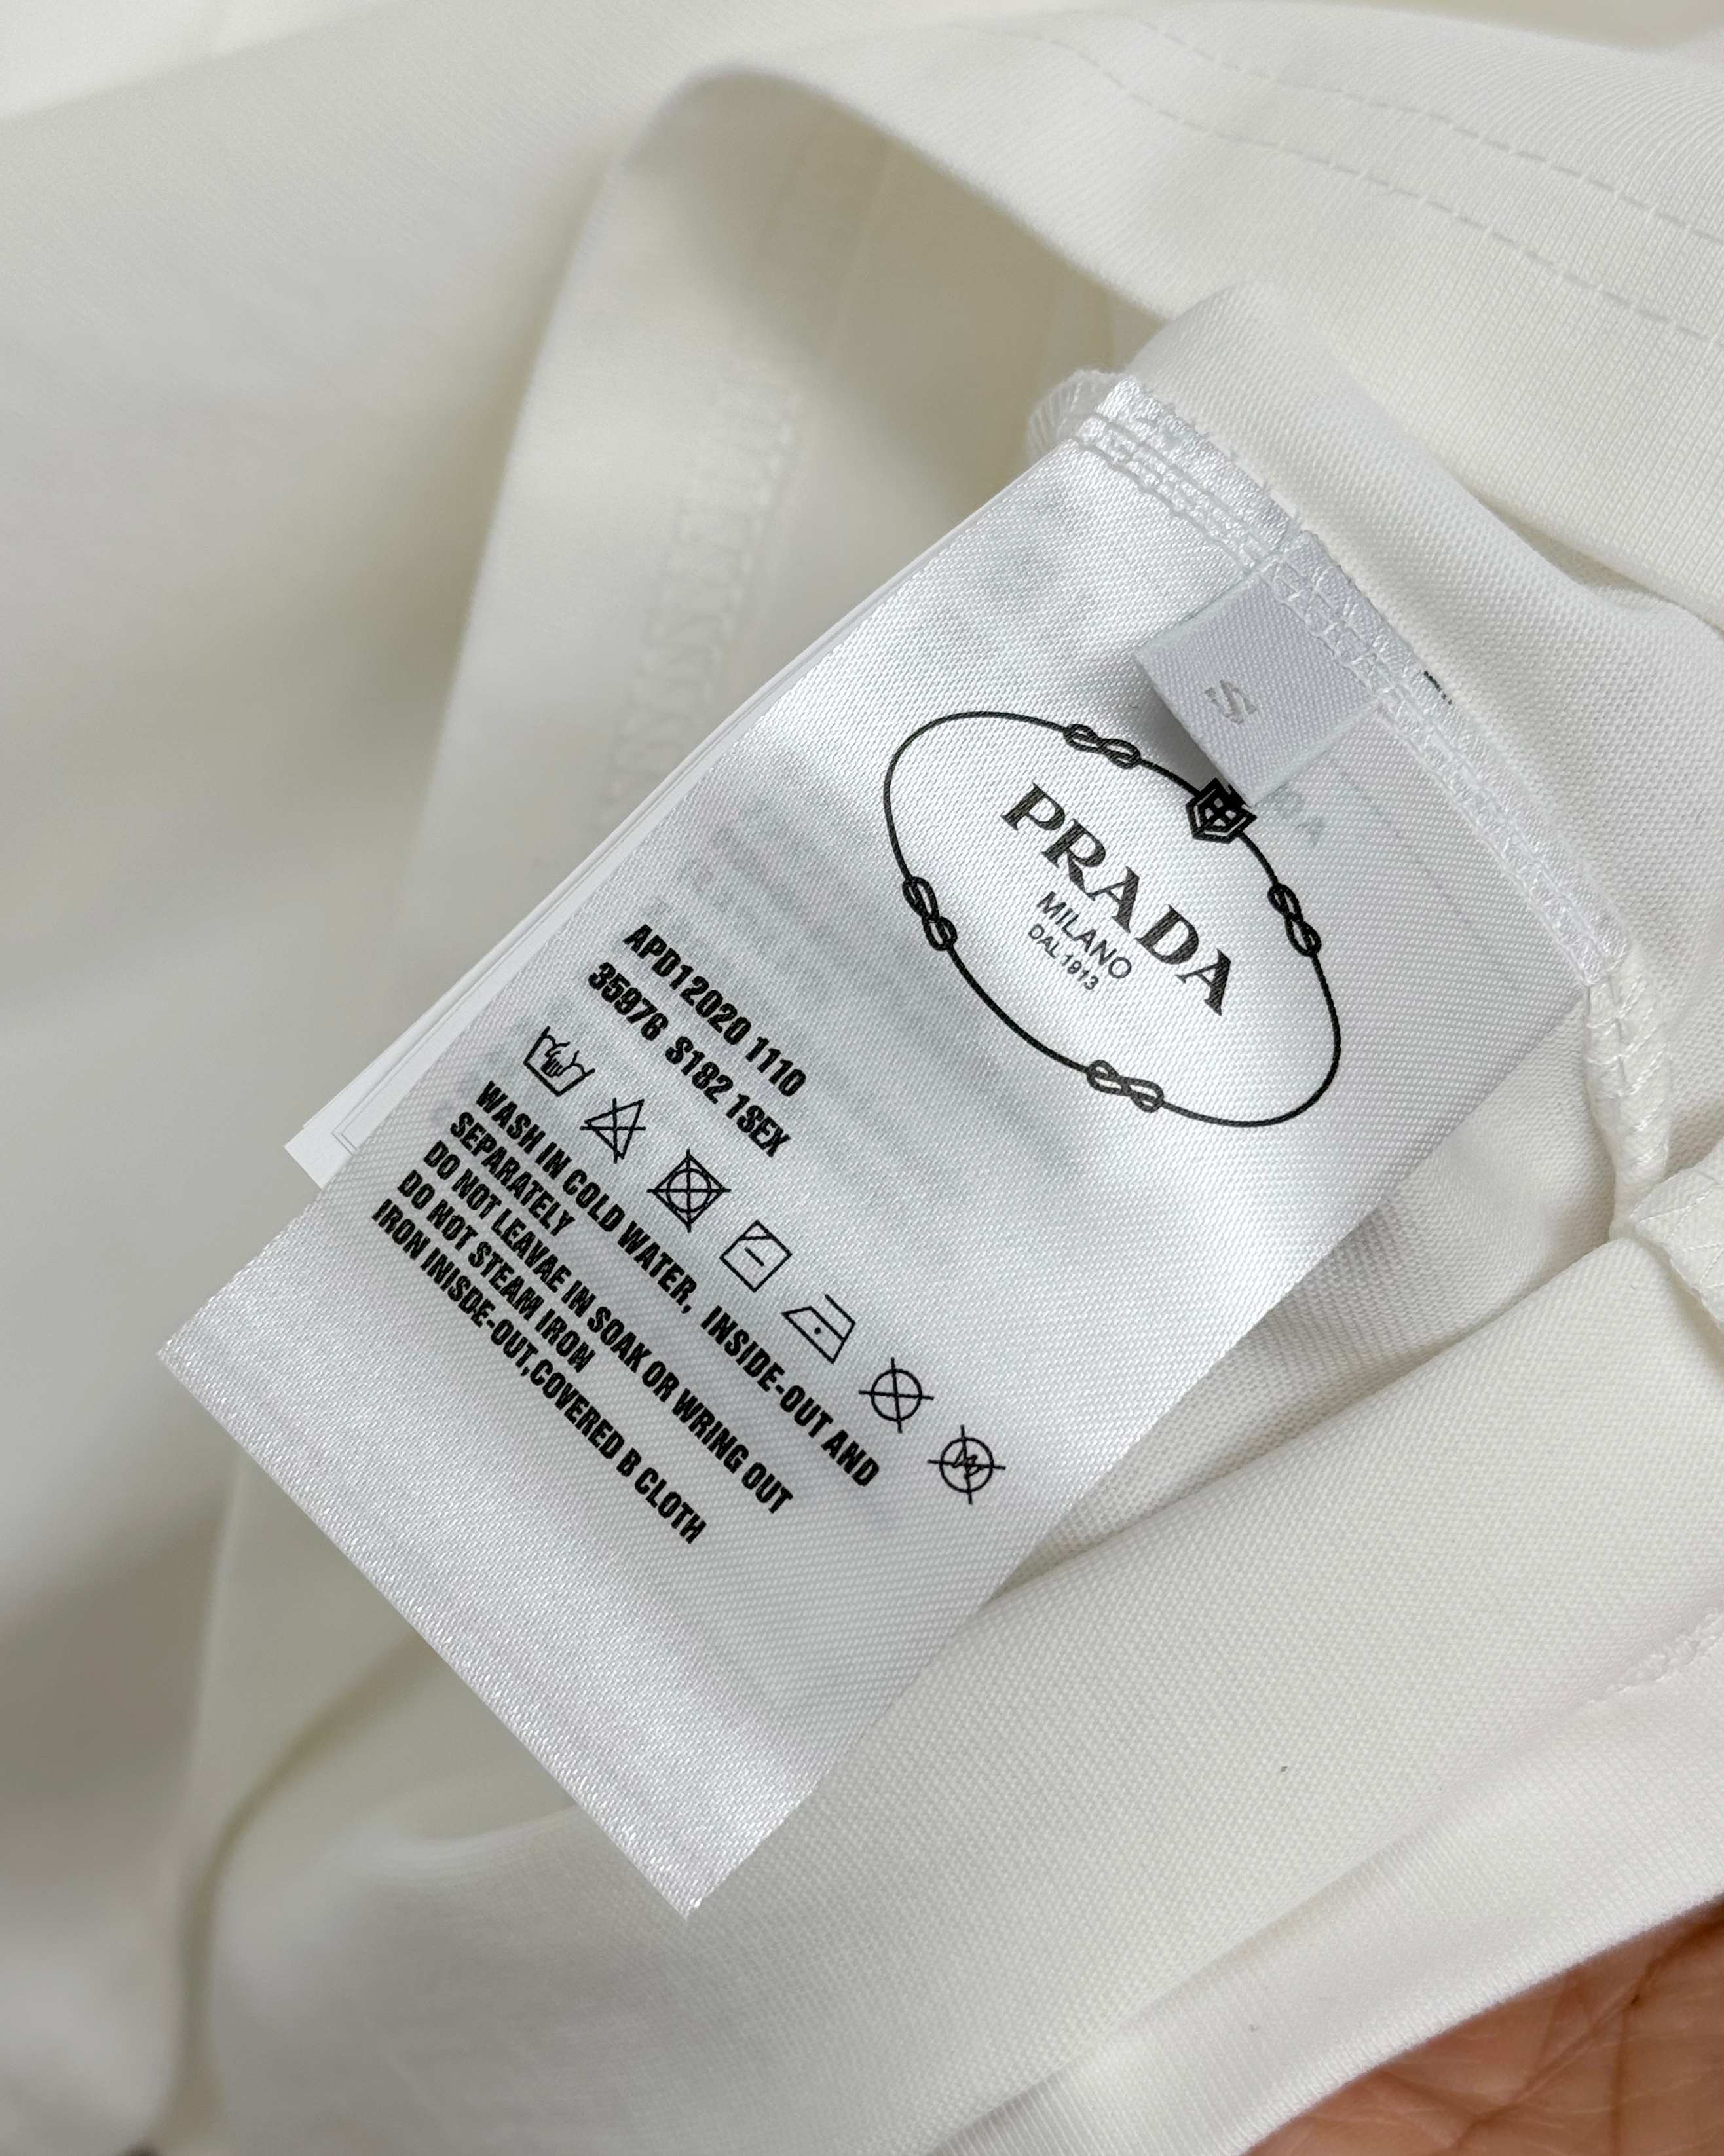 S
PRADA
MILANO
DAL 1913
APD12020 1110
35976 S182 1SEX
WASH IN COLD WATER, INSIDE-OUT AND
SEPARATELY
DO NOT LEAVAE IN SOAK OR WRING OUT
DO NOT STEAM IRON
IRON INISDE-OUT,COVERED B CLOTH